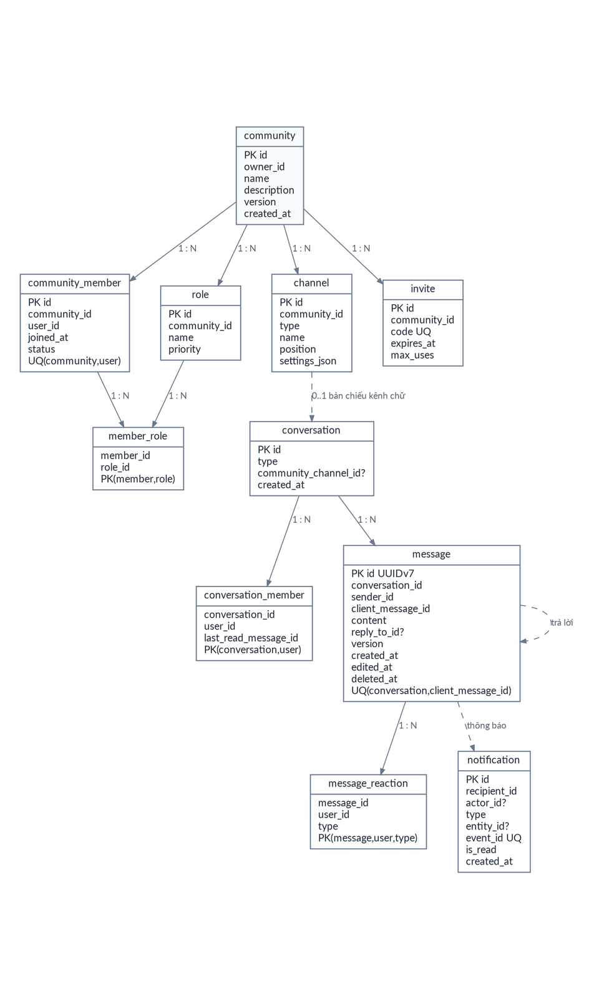 community
PK id
owner_id
name
description
version
created_at
1 : N
1 : N
1 : N
1 : N
community_member
PK id
community_id
user_id
joined_at
status
UQ(community,user)
role
PK id
community_id
name
priority
channel
PK id
community_id
type
name
position
settings_json
invite
PK id
community_id
code UQ
expires_at
max_uses
1 : N
1 : N
0..1 bản chiếu kênh chữ
member_role
member_id
role_id
PK(member,role)
conversation
PK id
type
community_channel_id?
created_at
1 : N
1 : N
conversation_member
conversation_id
user_id
last_read_message_id
PK(conversation,user)
message
PK id UUIDv7
conversation_id
sender_id
client_message_id
content
reply_to_id?
version
created_at
edited_at
deleted_at
UQ(conversation,client_message_id)
trả lời
1 : N
thông báo
message_reaction
message_id
user_id
type
PK(message,user,type)
notification
PK id
recipient_id
actor_id?
type
entity_id?
event_id UQ
is_read
created_at